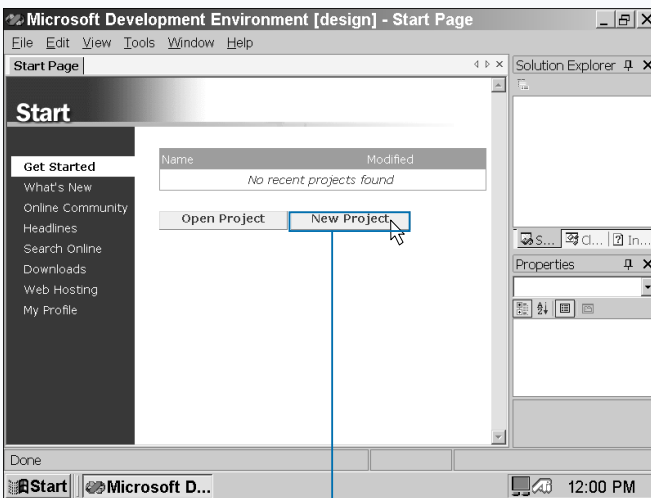 Microsoft Development Environment [design] - Start Page
File Edit View Tools Window Help
Start Page
Solution Explorer
Start
Get Started
What's New
Online Community
Headlines
Search Online
Downloads
Web Hosting
My Profile
Name Modified
No recent projects found
Open Project New Project
S... Cl... In...
Properties
Done
Start Microsoft D... 12:00 PM